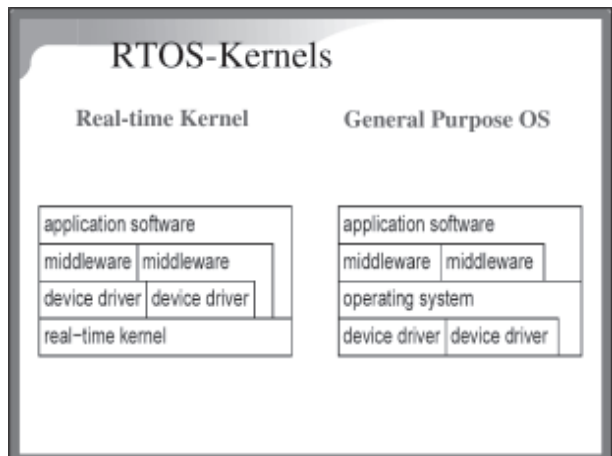 RTOS-Kernels
Real-time Kernel
General Purpose OS
application software
middleware middleware
device driver device driver
real-time kernel
application software
middleware middleware
operating system
device driver device driver